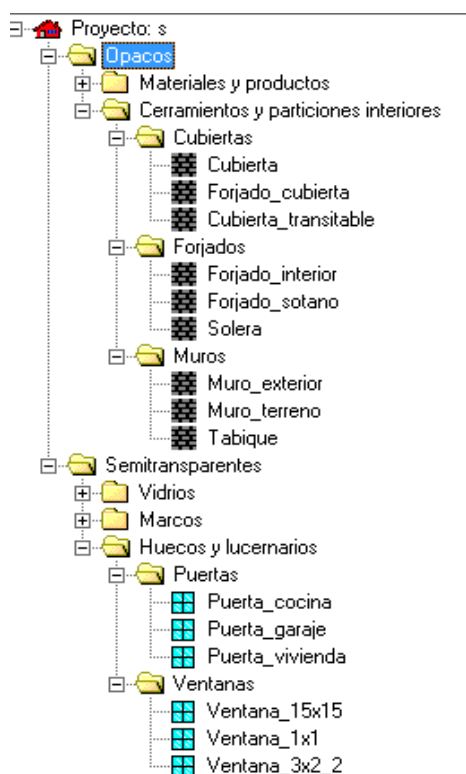 Proyecto: s
Opacos
Materiales y productos
Cerramientos y particiones interiores
Cubiertas
Cubierta
Forjado_cubierta
Cubierta_transitable
Forjados
Forjado_interior
Forjado_sotano
Solera
Muros
Muro_exterior
Muro_terreno
Tabique
Semitransparentes
Vidrios
Marcos
Huecos y lucernarios
Puertas
Puerta_cocina
Puerta_garaje
Puerta_vivienda
Ventanas
Ventana_15x15
Ventana_1x1
Ventana_3x2_2